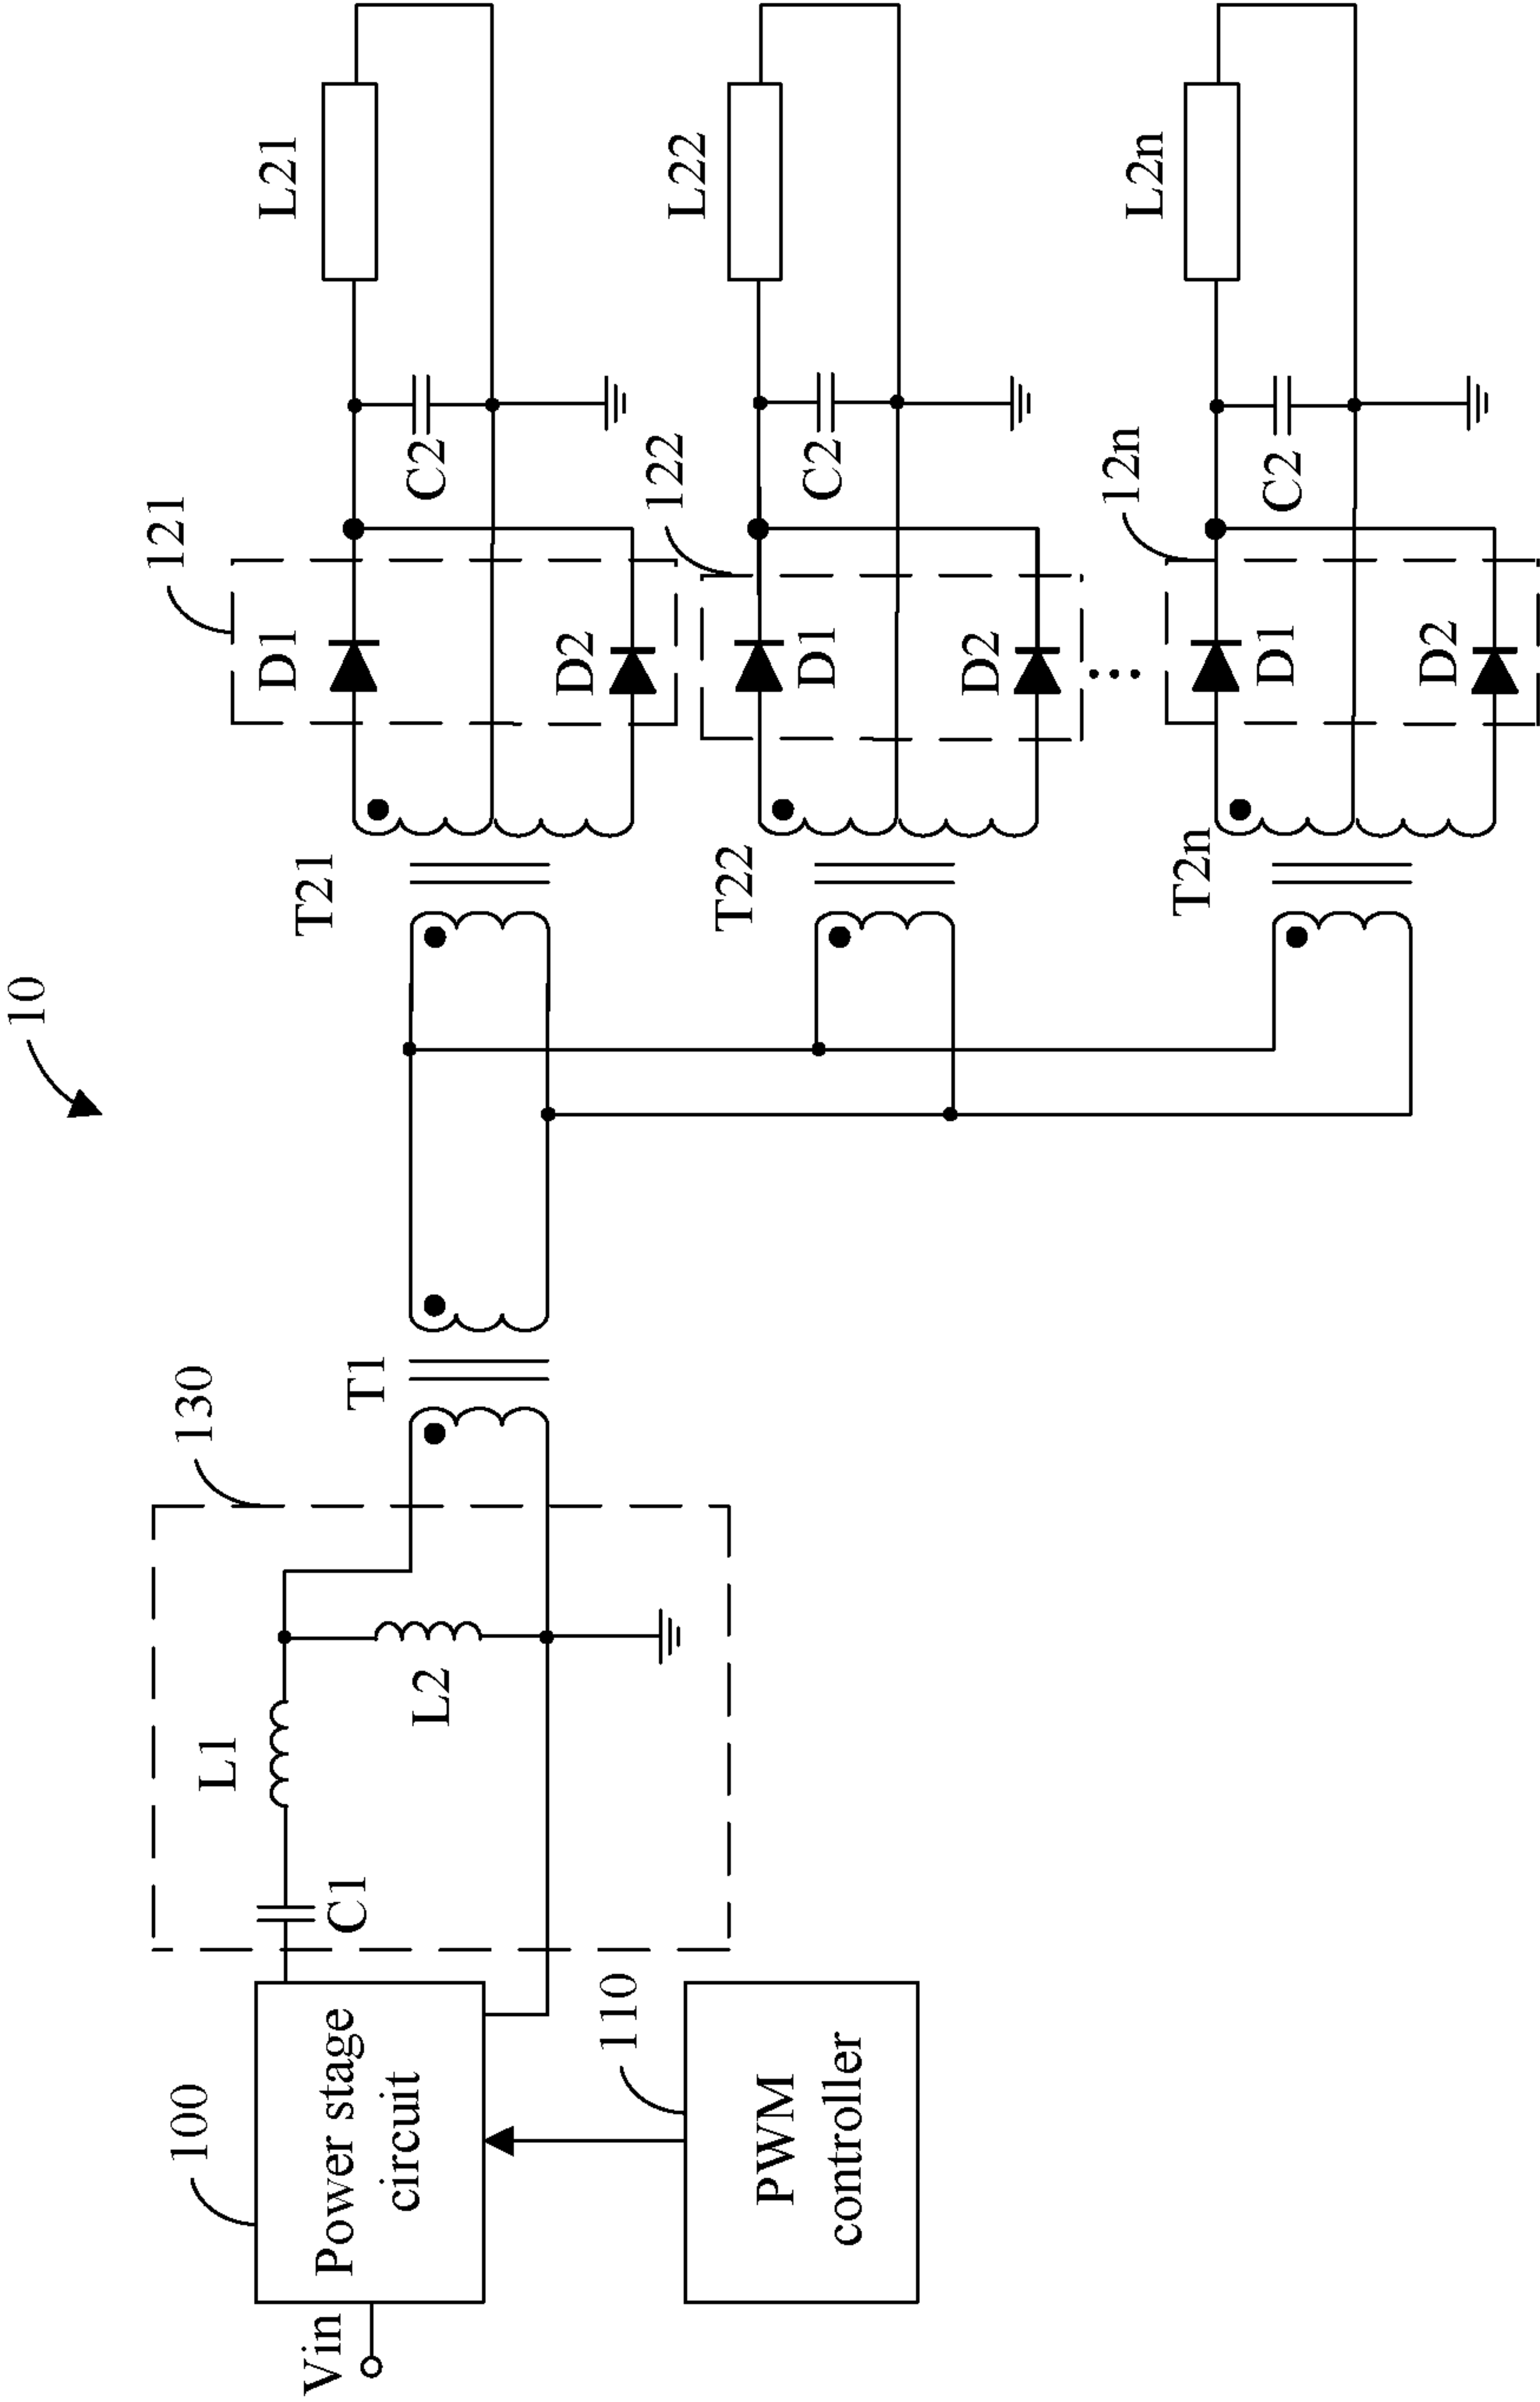 10
Vin
100
Power stage
circuit
110
PWM
controller
130
C1
L1
L2
T1
T21
121
D1
D2
C2
L21
T22
122
D1
D2
C2
L22
T2n
12n
D1
D2
C2
L2n